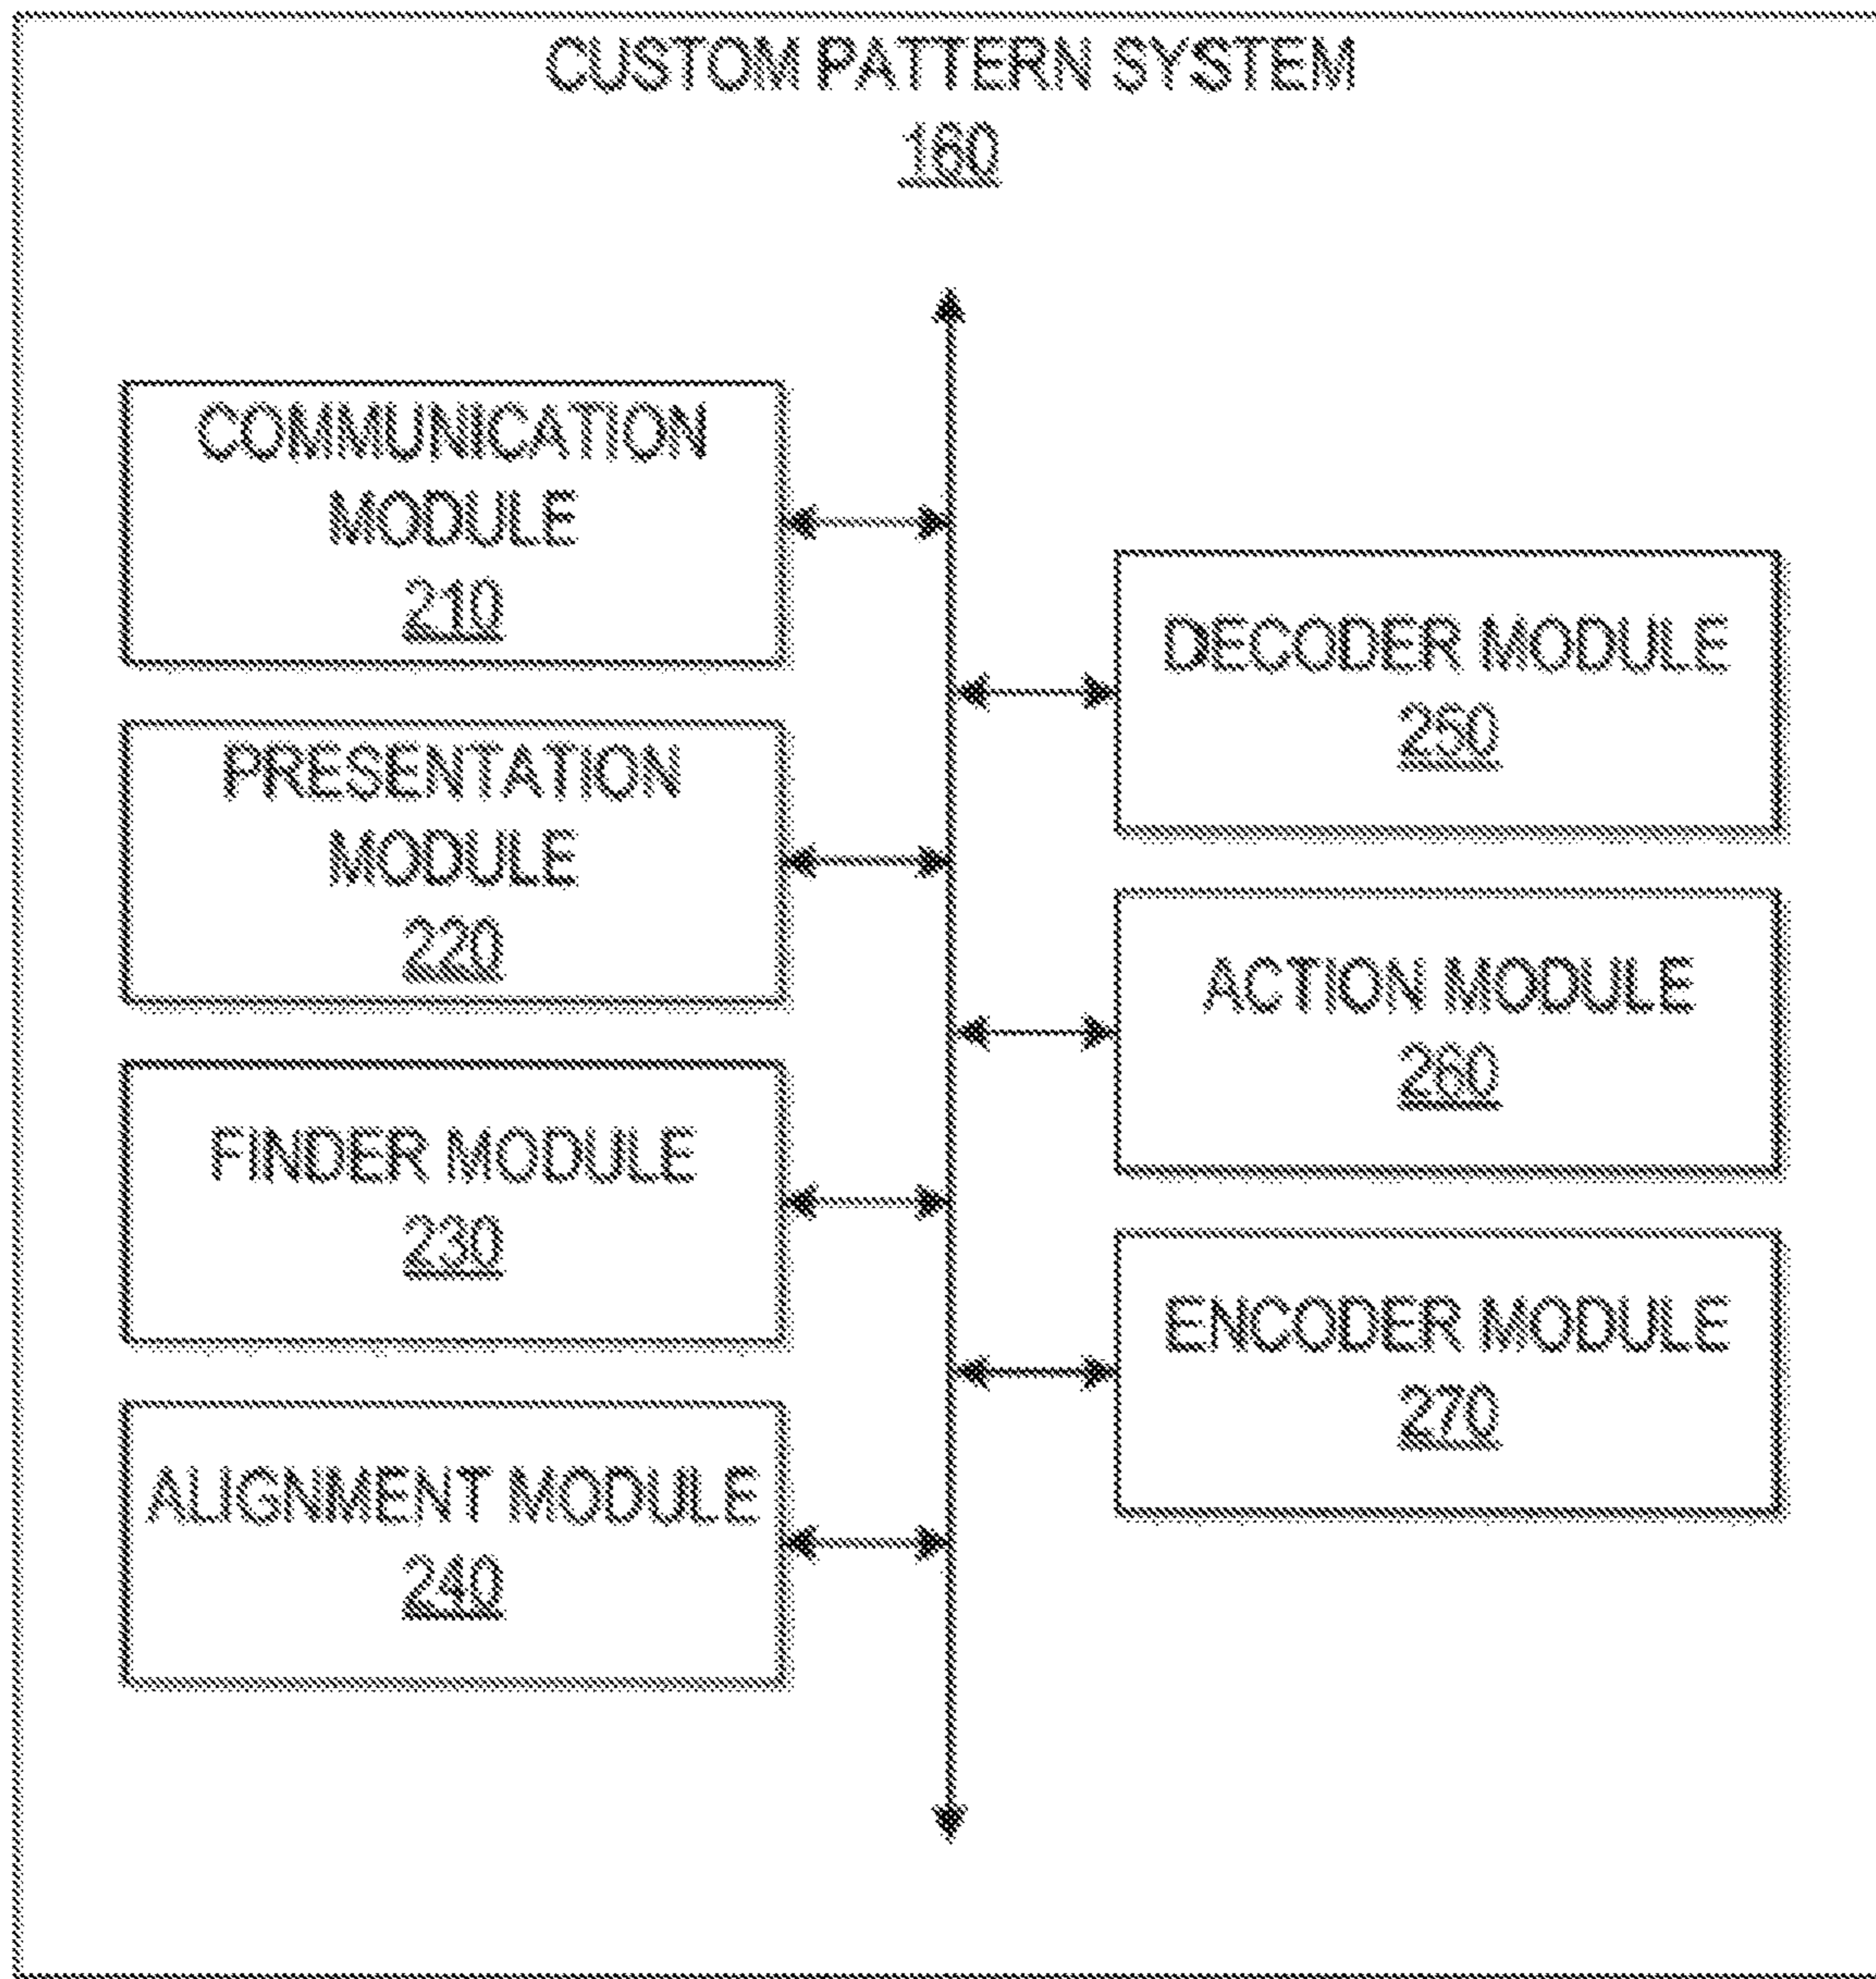 CUSTOM PATTERN SYSTEM
160
COMMUNICATION
MODULE
210
PRESENTATION
MODULE
220
FINDER MODULE
230
ALIGNMENT MODULE
240
DECODER MODULE
250
ACTION MODULE
260
ENCODER MODULE
270